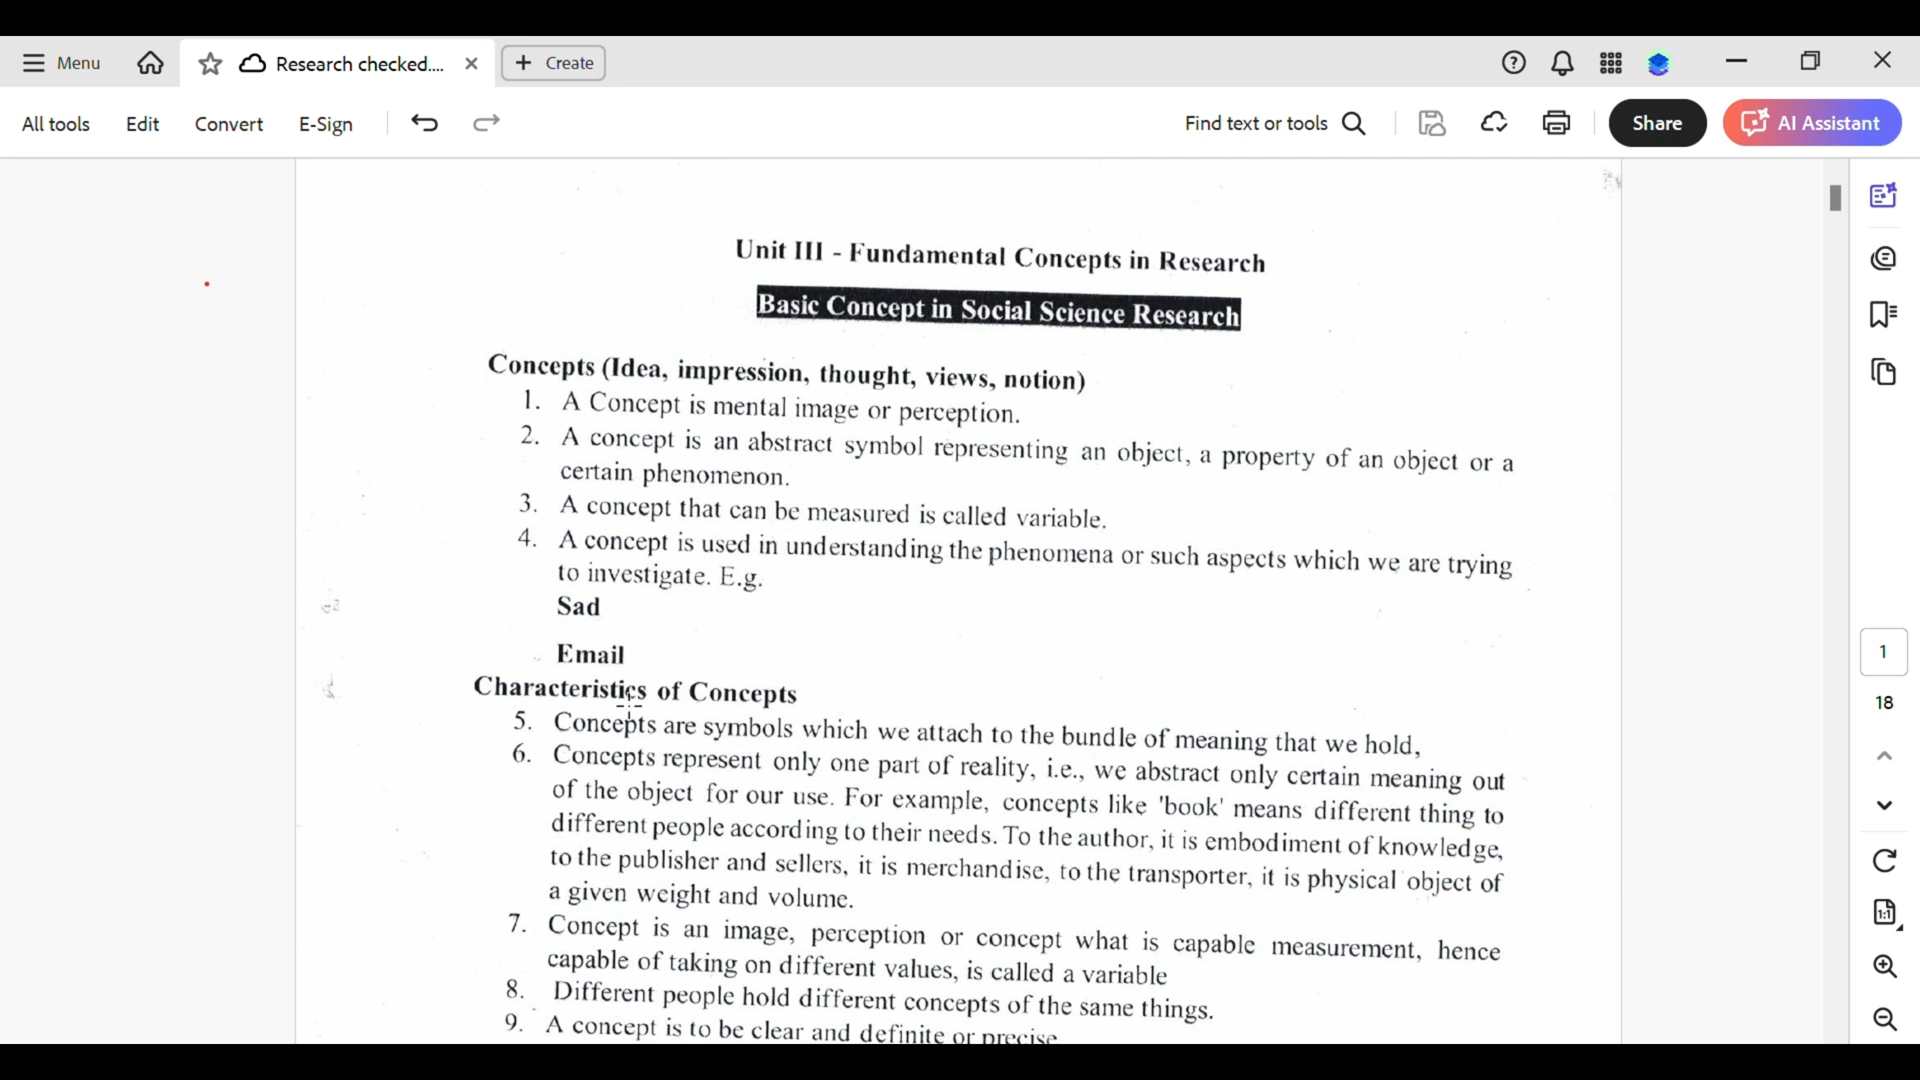 Menu
Research checked....
Create
All tools
Edit
Convert
E-Sign
Find text or tools
Share
AI Assistant
Unit III - Fundamental Concepts in Research
Basic Concept in Social Science Research
Concepts (Idea, impression, thought, views, notion)
1. A Concept is mental image or perception.
2. A concept is an abstract symbol representing an object, a property of an object or a
certain phenomenon.
3. A concept that can be measured is called variable.
4. A concept is used in understanding the phenomena or such aspects which we are trying
to investigate. E.g.
Sad
Email
Characteristics of Concepts
5. Concepts are symbols which we attach to the bundle of meaning that we hold,
6. Concepts represent only one part of reality, i.e., we abstract only certain meaning out
of the object for our use. For example, concepts like 'book' means different thing to
different people according to their needs. To the author, it is embodiment of knowledge,
to the publisher and sellers, it is merchandise, to the transporter, it is physical object of
a given weight and volume.
7. Concept is an image, perception or concept what is capable measurement, hence
capable of taking on different values, is called a variable
8. Different people hold different concepts of the same things.
9. A concept is to be clear and definite or precise
1
18
1:1